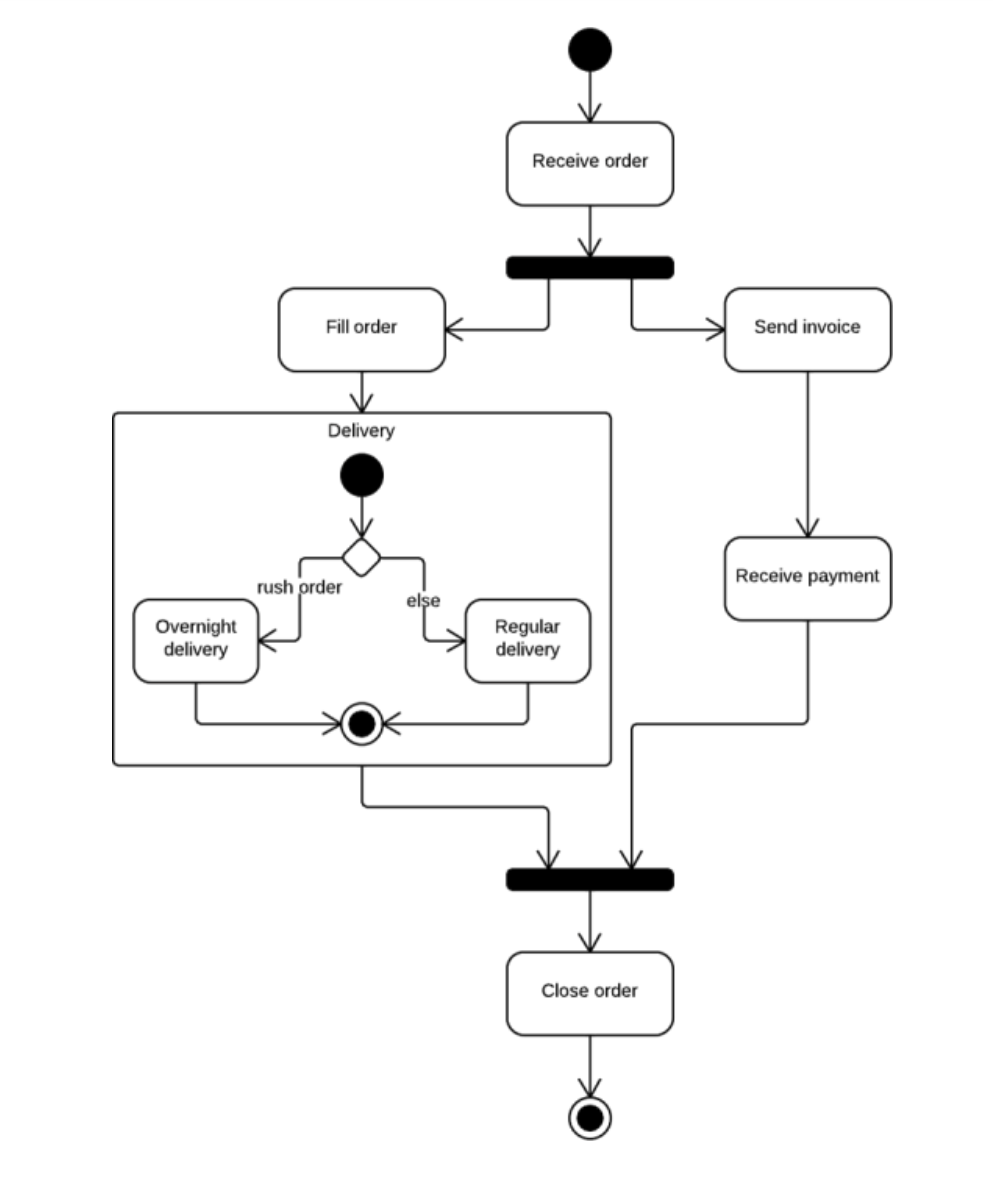 Receive order
Fill order
Send invoice
Delivery
rush order
else
Overnight
delivery
Regular
delivery
Receive payment
Close order